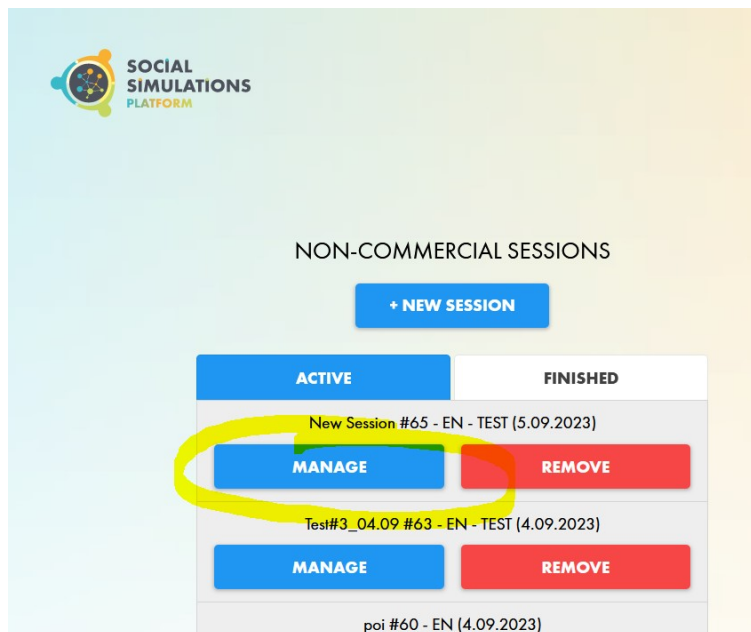 SOCIAL
SIMULATIONS
PLATFORM
NON-COMMERCIAL SESSIONS
+ NEW SESSION
ACTIVE FINISHED
New Session #65 - EN - TEST (5.09.2023)
MANAGE REMOVE
Test#3_04.09 #63 - EN - TEST (4.09.2023)
MANAGE REMOVE
poi #60 - EN (4.09.2023)